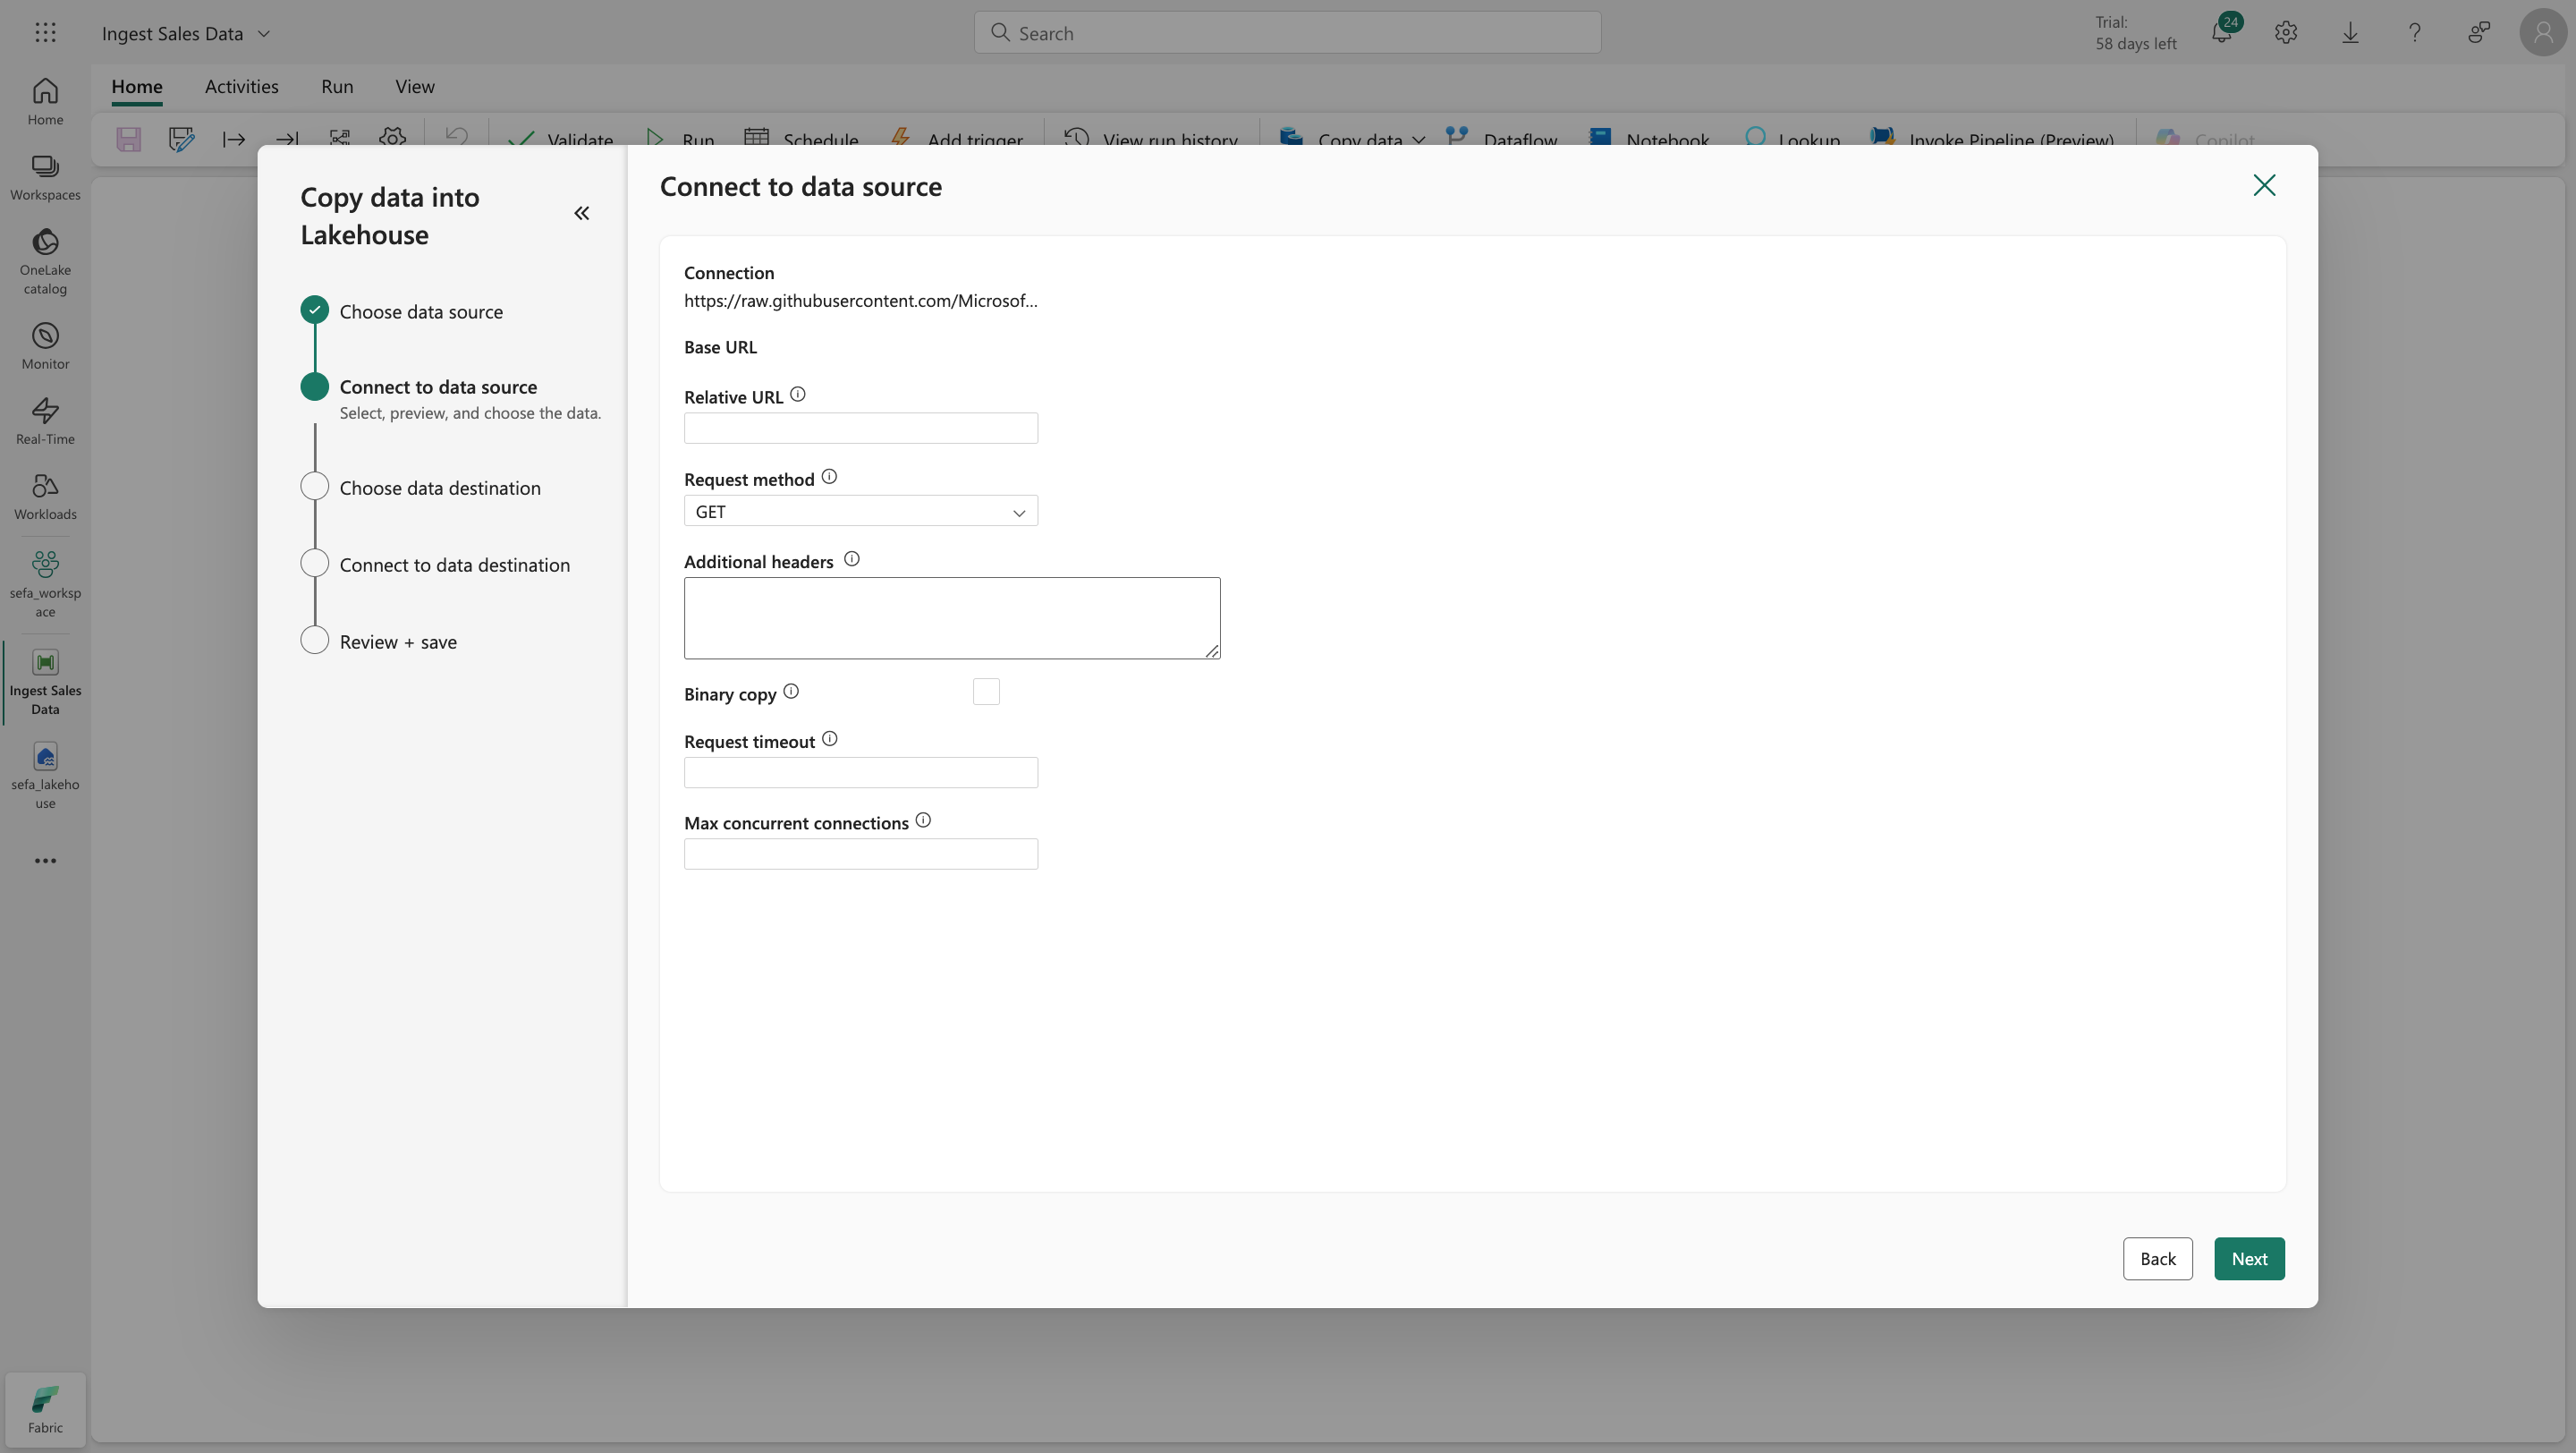 Ingest Sales Data
Search
Trial:
58 days left
24
Home
Activities
Run
View
Validate
Run
Schedule
Add trigger
View run history
Copy data
Dataflow
Notebook
Lookup
Invoke Pipeline (Preview)
Copilot
Home
Workspaces
OneLake
catalog
Monitor
Real-Time
Workloads
sefa_worksp
ace
Ingest Sales
Data
sefa_lakeho
use
Fabric
Copy data into
Lakehouse
Choose data source
Connect to data source
Select, preview, and choose the data.
Choose data destination
Connect to data destination
Review + save
Connect to data source
Connection
https://raw.githubusercontent.com/Microsof...
Base URL
Relative URL
Request method
GET
Additional headers
Binary copy
Request timeout
Max concurrent connections
Back
Next